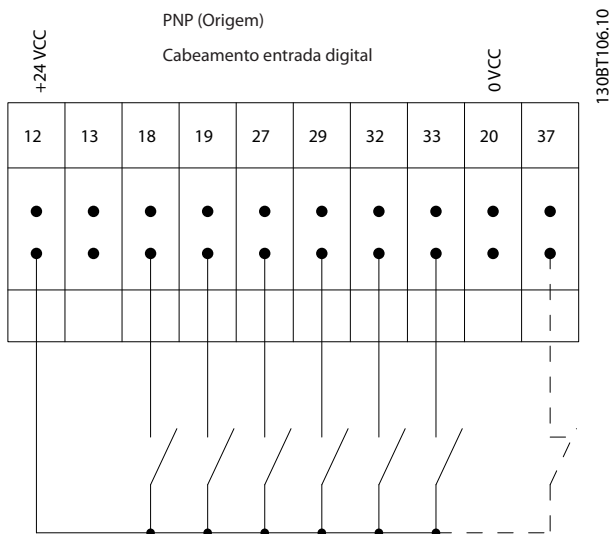 PNP (Origem)
Cabeamento entrada digital
+24 VCC
0 VCC
130BT106.10
12 13 18 19 27 29 32 33 20 37